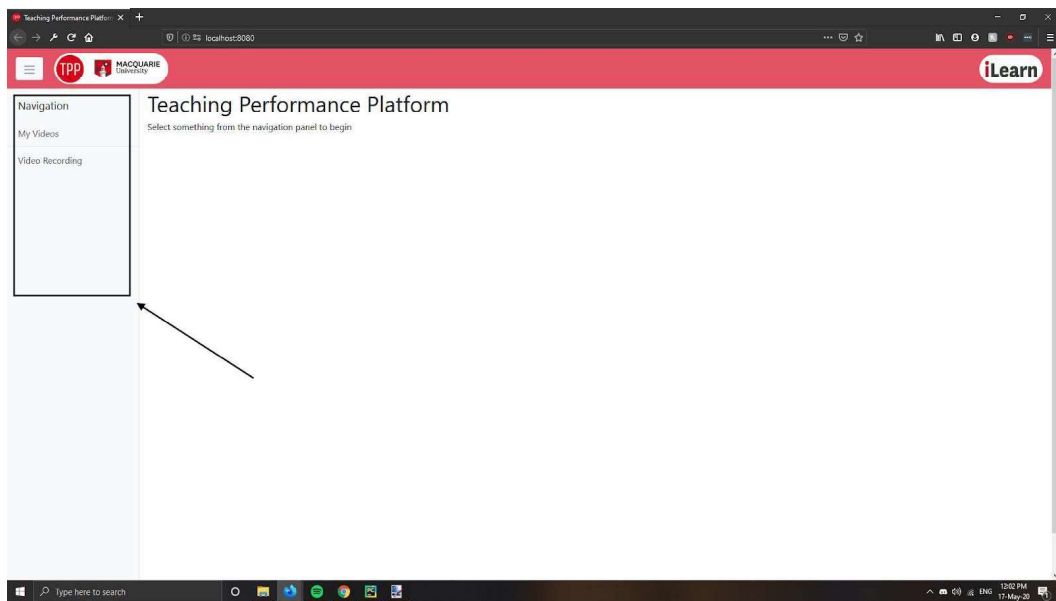 Teaching Performance Platform
localhost:8080
TPP
MACQUARIE
University
iLearn
Navigation
My Videos
Video Recording
Teaching Performance Platform
Select something from the navigation panel to begin
Type here to search
ENG
12:02 PM
17-May-20